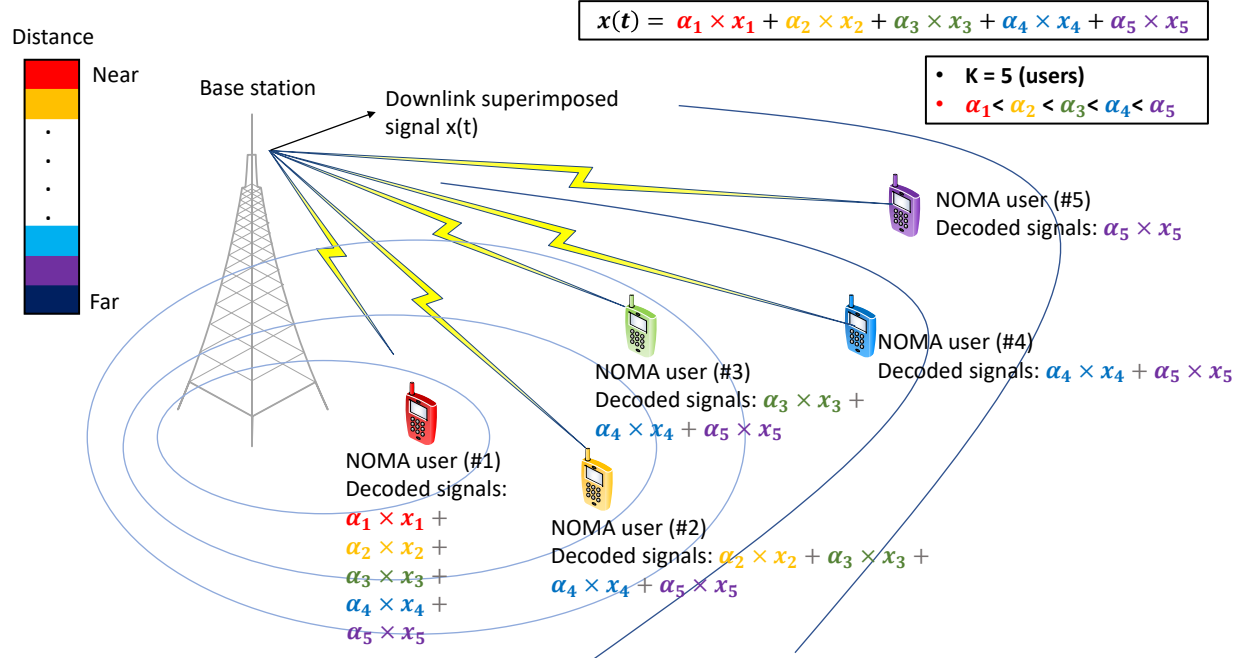 x(t) = α₁ × x₁ + α₂ × x₂ + α₃ × x₃ + α₄ × x₄ + α₅ × x₅
• K = 5 (users)
• α₁< α₂ < α₃< α₄< α₅
Distance
Near
.
.
.
.
Far
Base station
Downlink superimposed
signal x(t)
NOMA user (#5)
Decoded signals: α₅ × x₅
NOMA user (#4)
Decoded signals: α₄ × x₄ + α₅ × x₅
NOMA user (#3)
Decoded signals: α₃ × x₃ +
α₄ × x₄ + α₅ × x₅
NOMA user (#1)
Decoded signals:
α₁ × x₁ +
α₂ × x₂ +
α₃ × x₃ +
α₄ × x₄ +
α₅ × x₅
NOMA user (#2)
Decoded signals: α₂ × x₂ + α₃ × x₃ +
α₄ × x₄ + α₅ × x₅